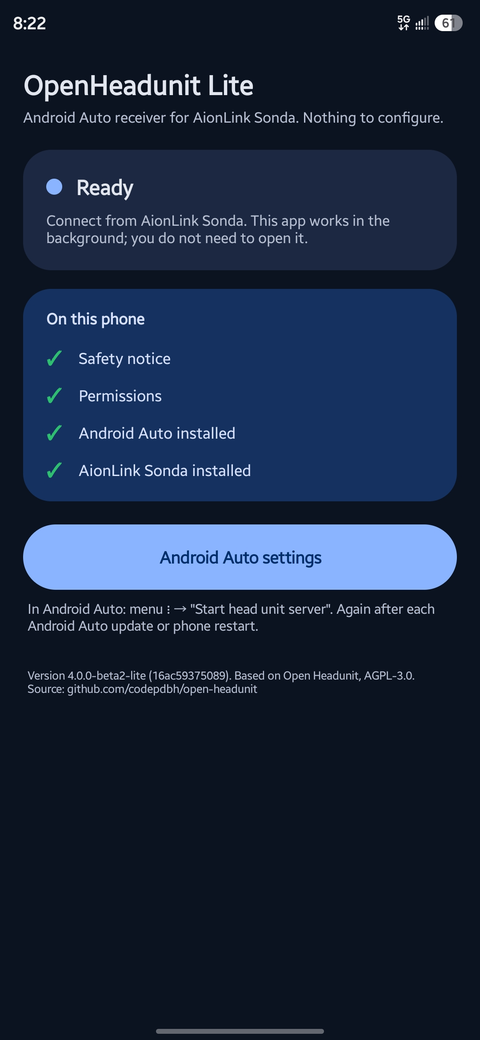 8:22
5G
61
OpenHeadunit Lite
Android Auto receiver for AionLink Sonda. Nothing to configure.
Ready
Connect from AionLink Sonda. This app works in the
background; you do not need to open it.
On this phone
✓ Safety notice
✓ Permissions
✓ Android Auto installed
✓ AionLink Sonda installed
Android Auto settings
In Android Auto: menu ⋮ → "Start head unit server". Again after each
Android Auto update or phone restart.
Version 4.0.0-beta2-lite (16ac59375089). Based on Open Headunit, AGPL-3.0.
Source: github.com/codepdbh/open-headunit